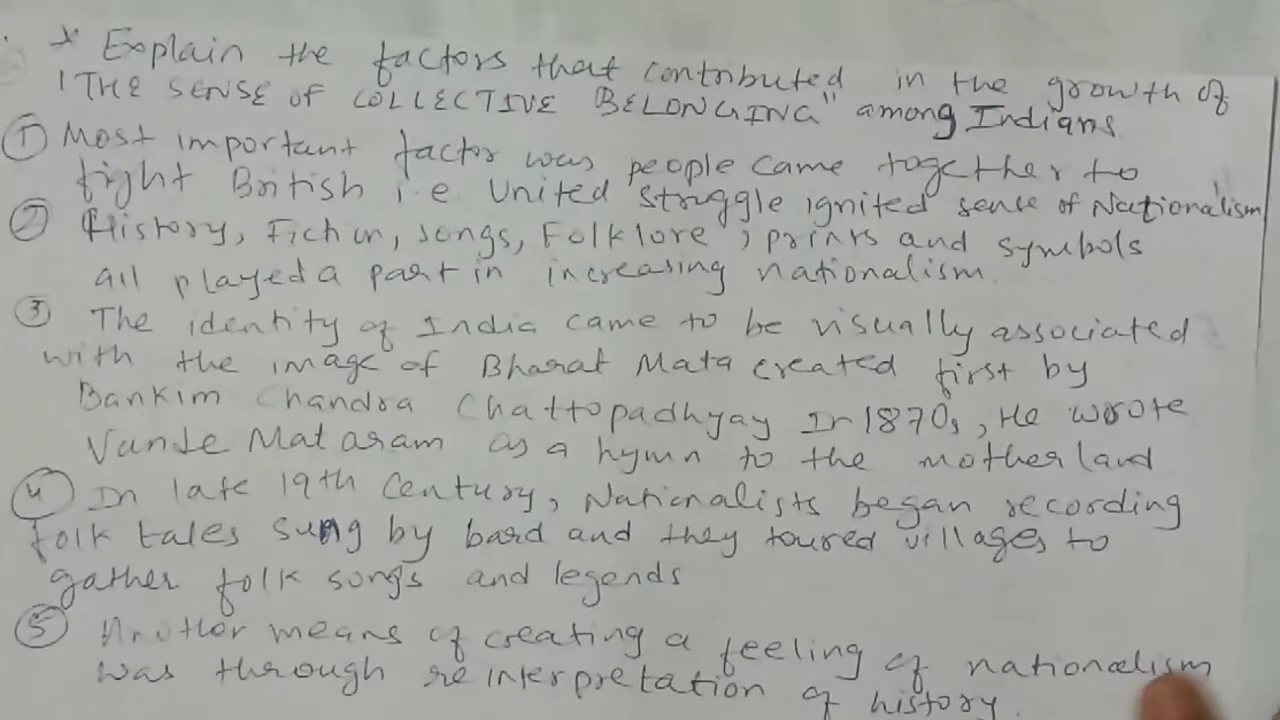 * Explain the factors that contributed in the growth of
"THE SENSE OF COLLECTIVE BELONGING" among Indians
① Most important factor was people came together to
fight British i.e United struggle ignited sense of Nationalism
② History, Fiction, songs, Folklore, prints and symbols
all played a part in increasing nationalism.
③ The identity of India came to be visually associated
with the image of Bharat Mata created first by
Bankim Chandra Chattopadhyay In 1870s, He wrote
Vande Mataram as a hymn to the motherland
④ In late 19th Century, Nationalists began recording
folk tales sung by bard and they toured villages to
gather folk songs and legends
⑤ Another means of creating a feeling of nationalism
was through reinterpretation of history.